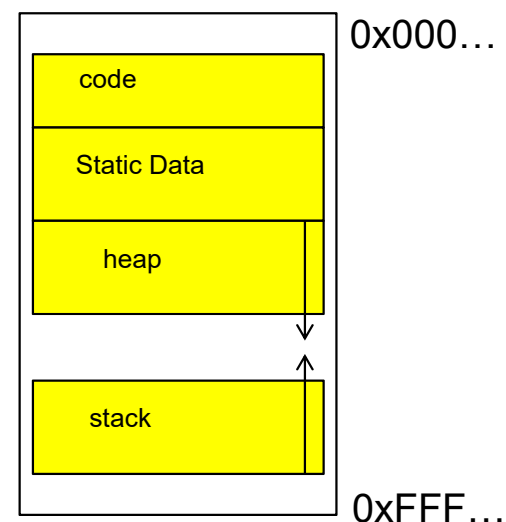 0x000…
code
Static Data
heap
stack
0xFFF…